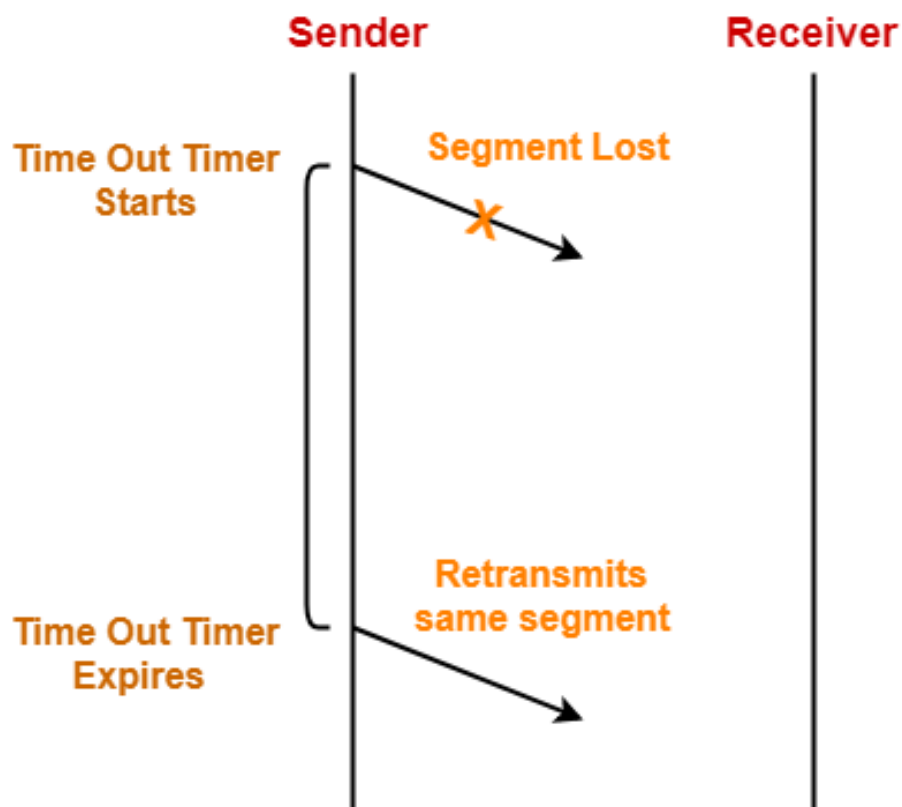 Sender
Receiver
Time Out Timer
Starts
Segment Lost
X
Retransmits
same segment
Time Out Timer
Expires